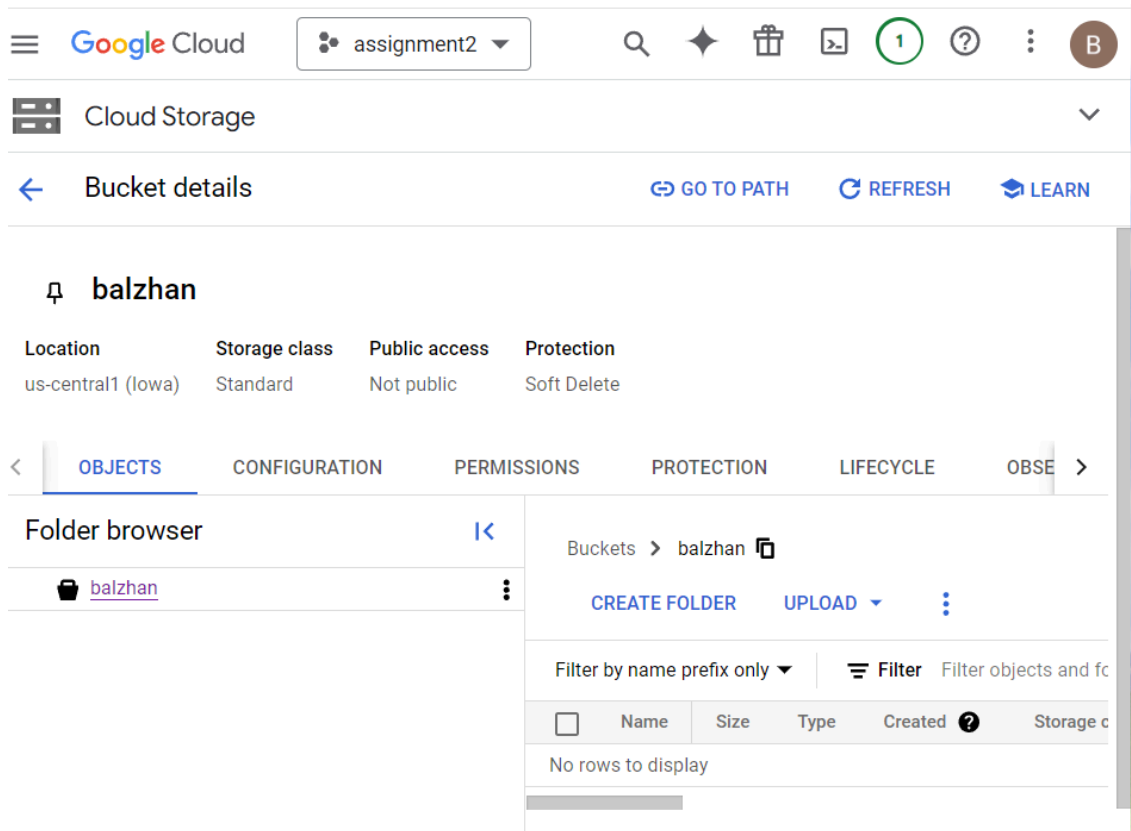 Google Cloud assignment2 1 B
Cloud Storage
Bucket details GO TO PATH REFRESH LEARN
balzhan
Location Storage class Public access Protection
us-central1 (Iowa) Standard Not public Soft Delete
OBJECTS CONFIGURATION PERMISSIONS PROTECTION LIFECYCLE OBSE
Folder browser
Buckets > balzhan
balzhan
CREATE FOLDER UPLOAD
Filter by name prefix only Filter Filter objects and fo
Name Size Type Created Storage c
No rows to display